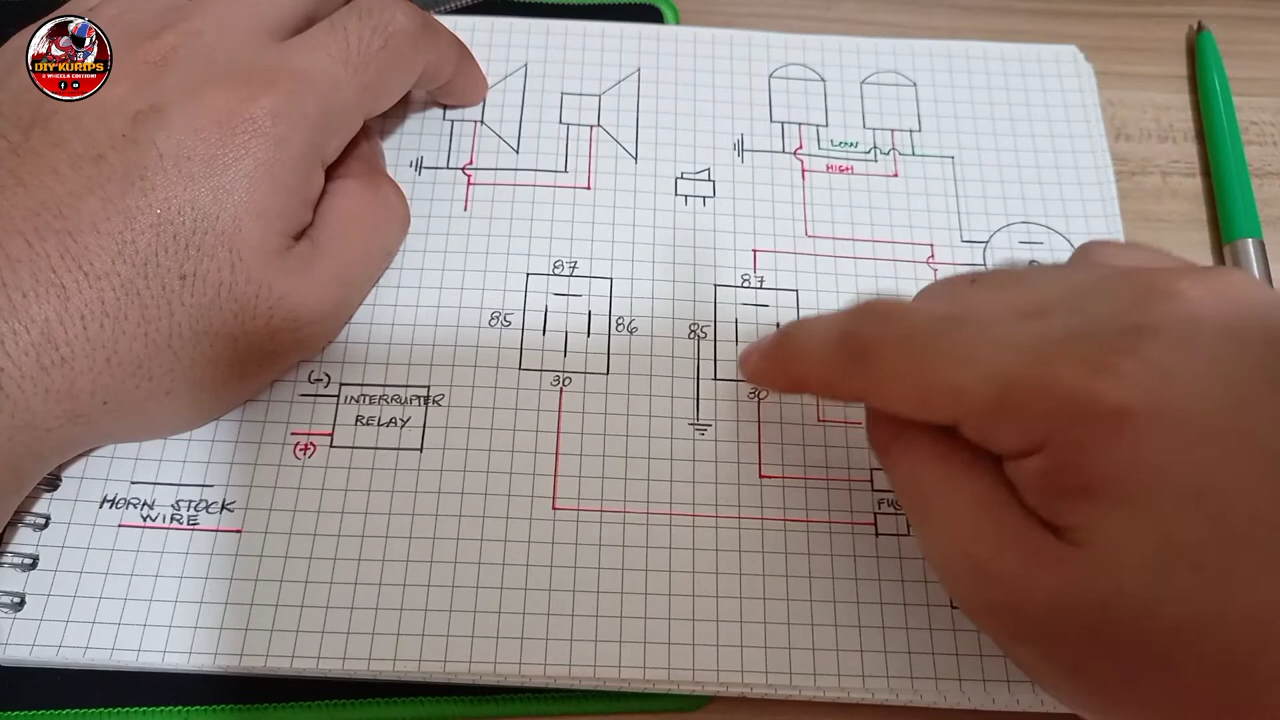 DIY KURIPS
2 WHEELS EDITION!
LOW
HIGH
87
87
85
86
85
30
30
(-)
INTERRUPTER
RELAY
(+)
HORN STOCK
WIRE